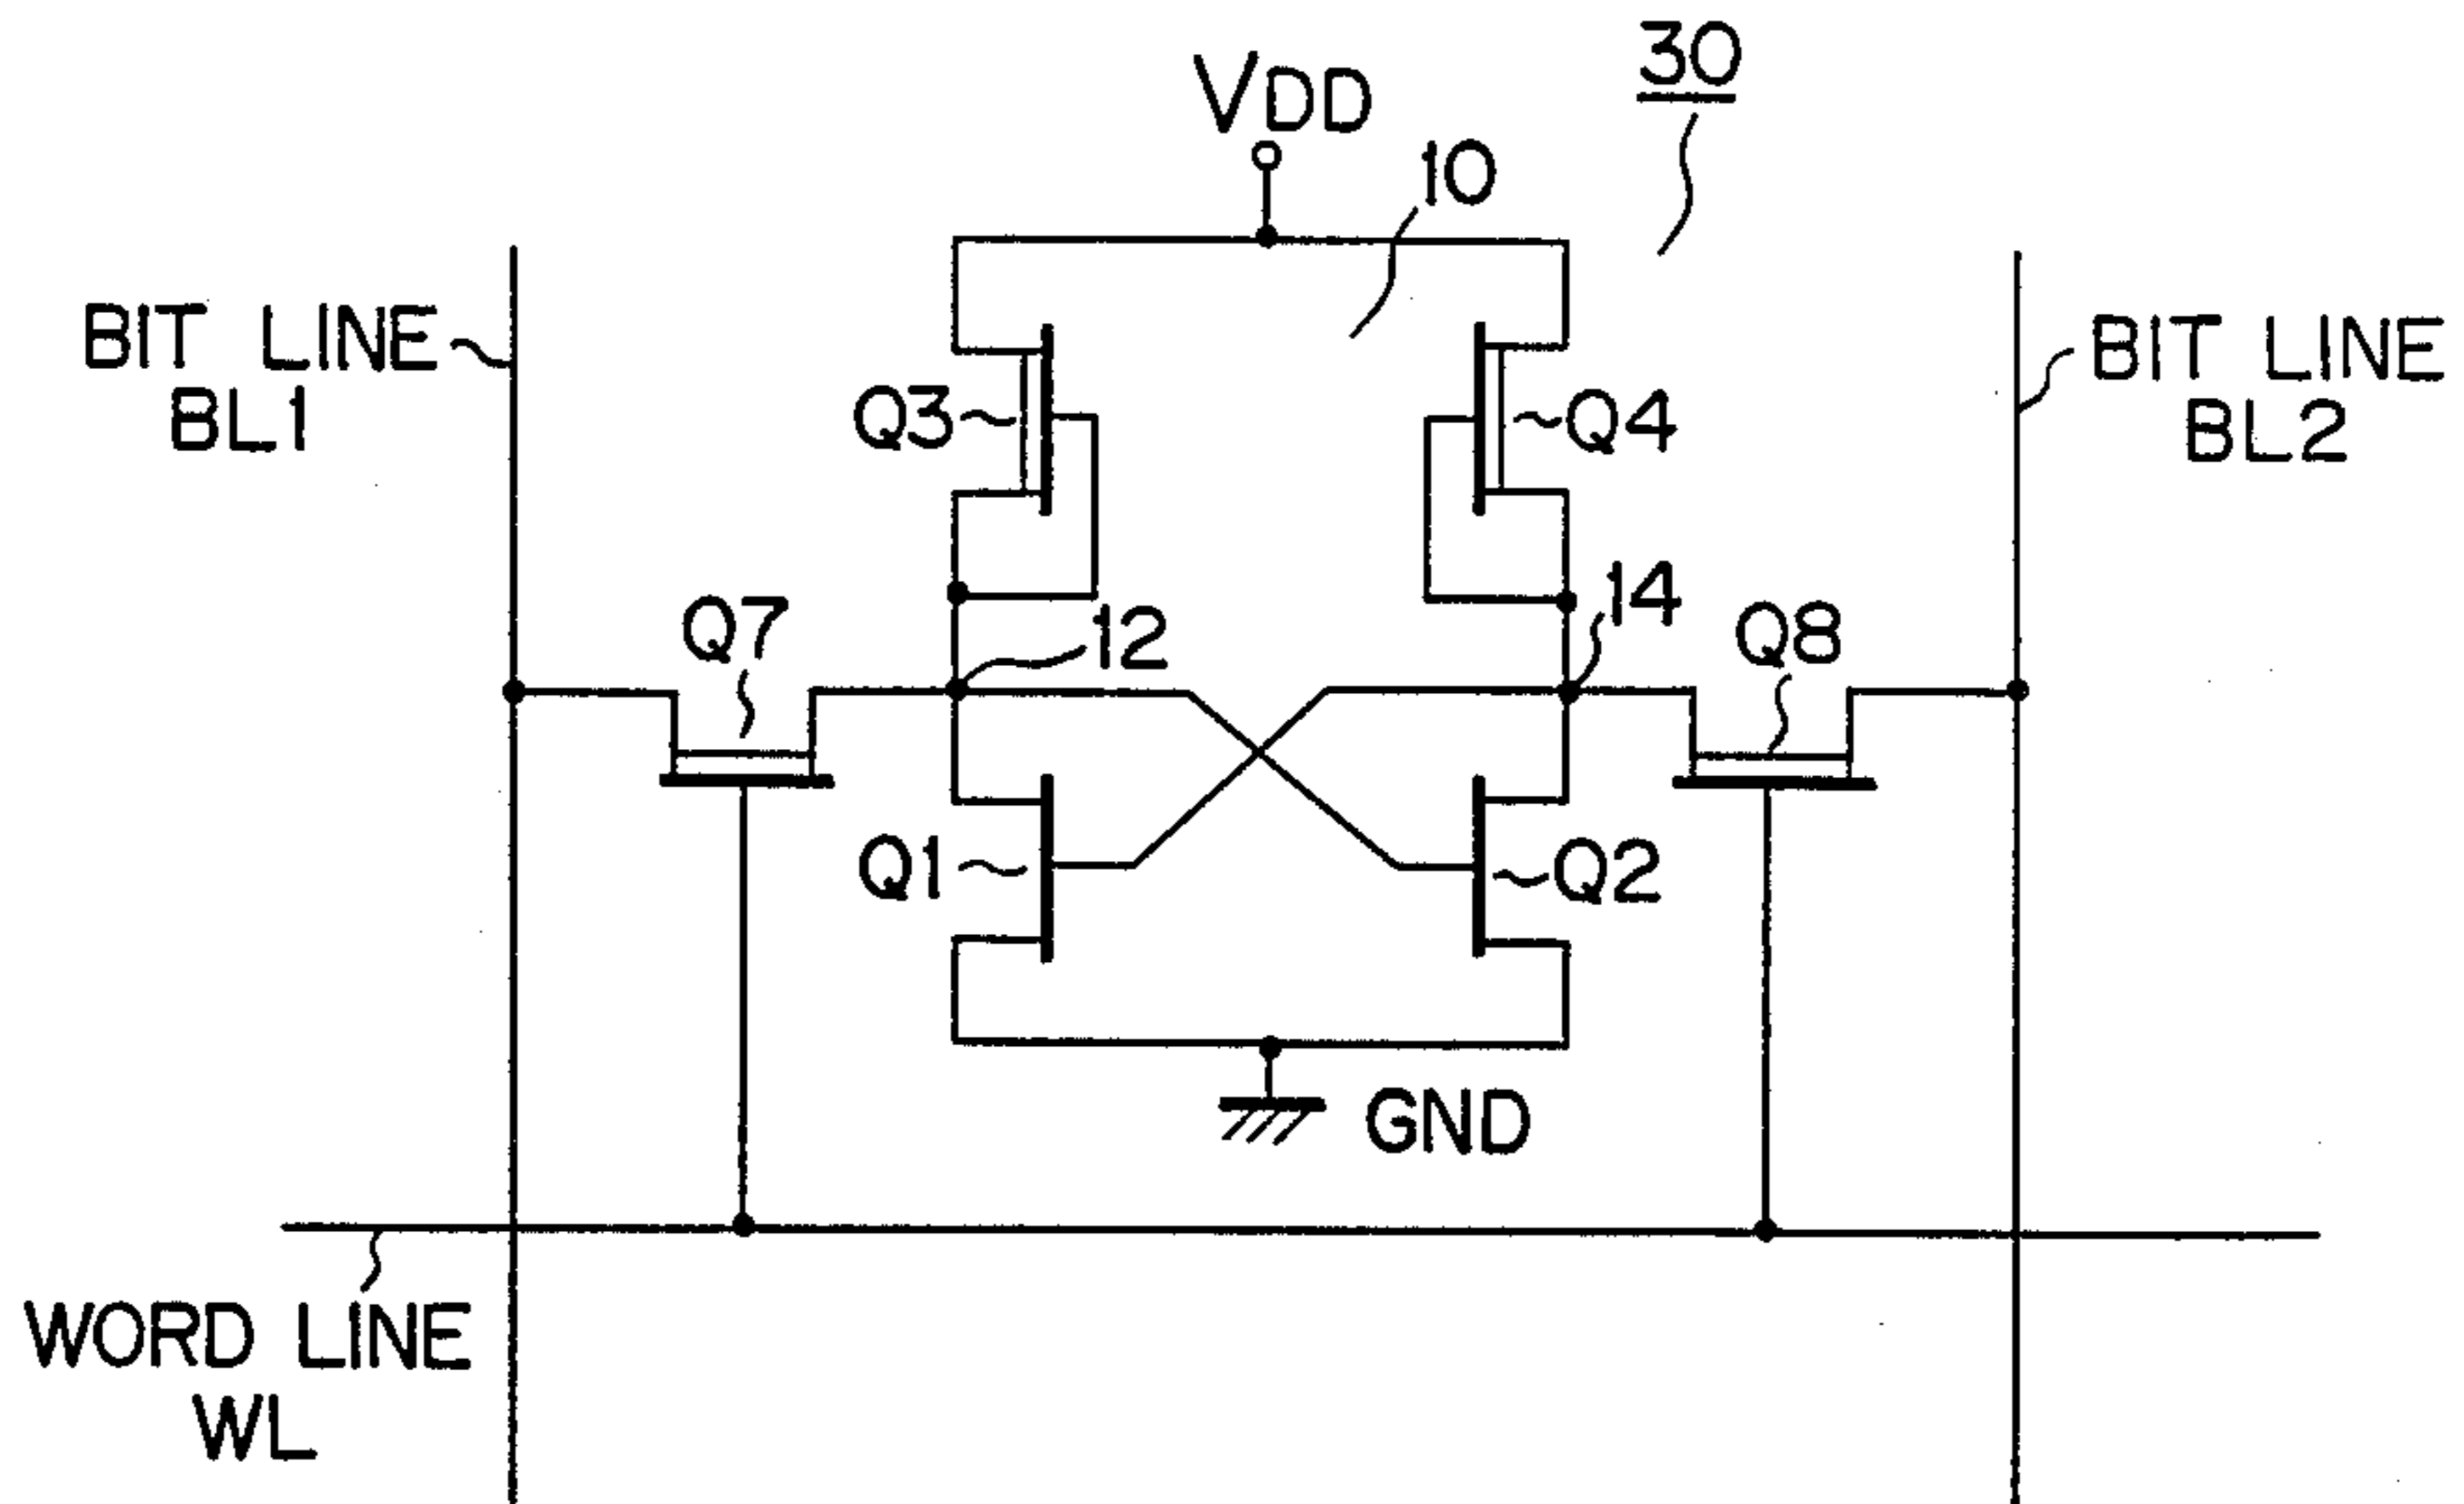 30
VDD
10
BIT LINE
BL1
BIT LINE
BL2
Q3
Q4
14
12
Q7
Q8
Q1
Q2
GND
WORD LINE
WL